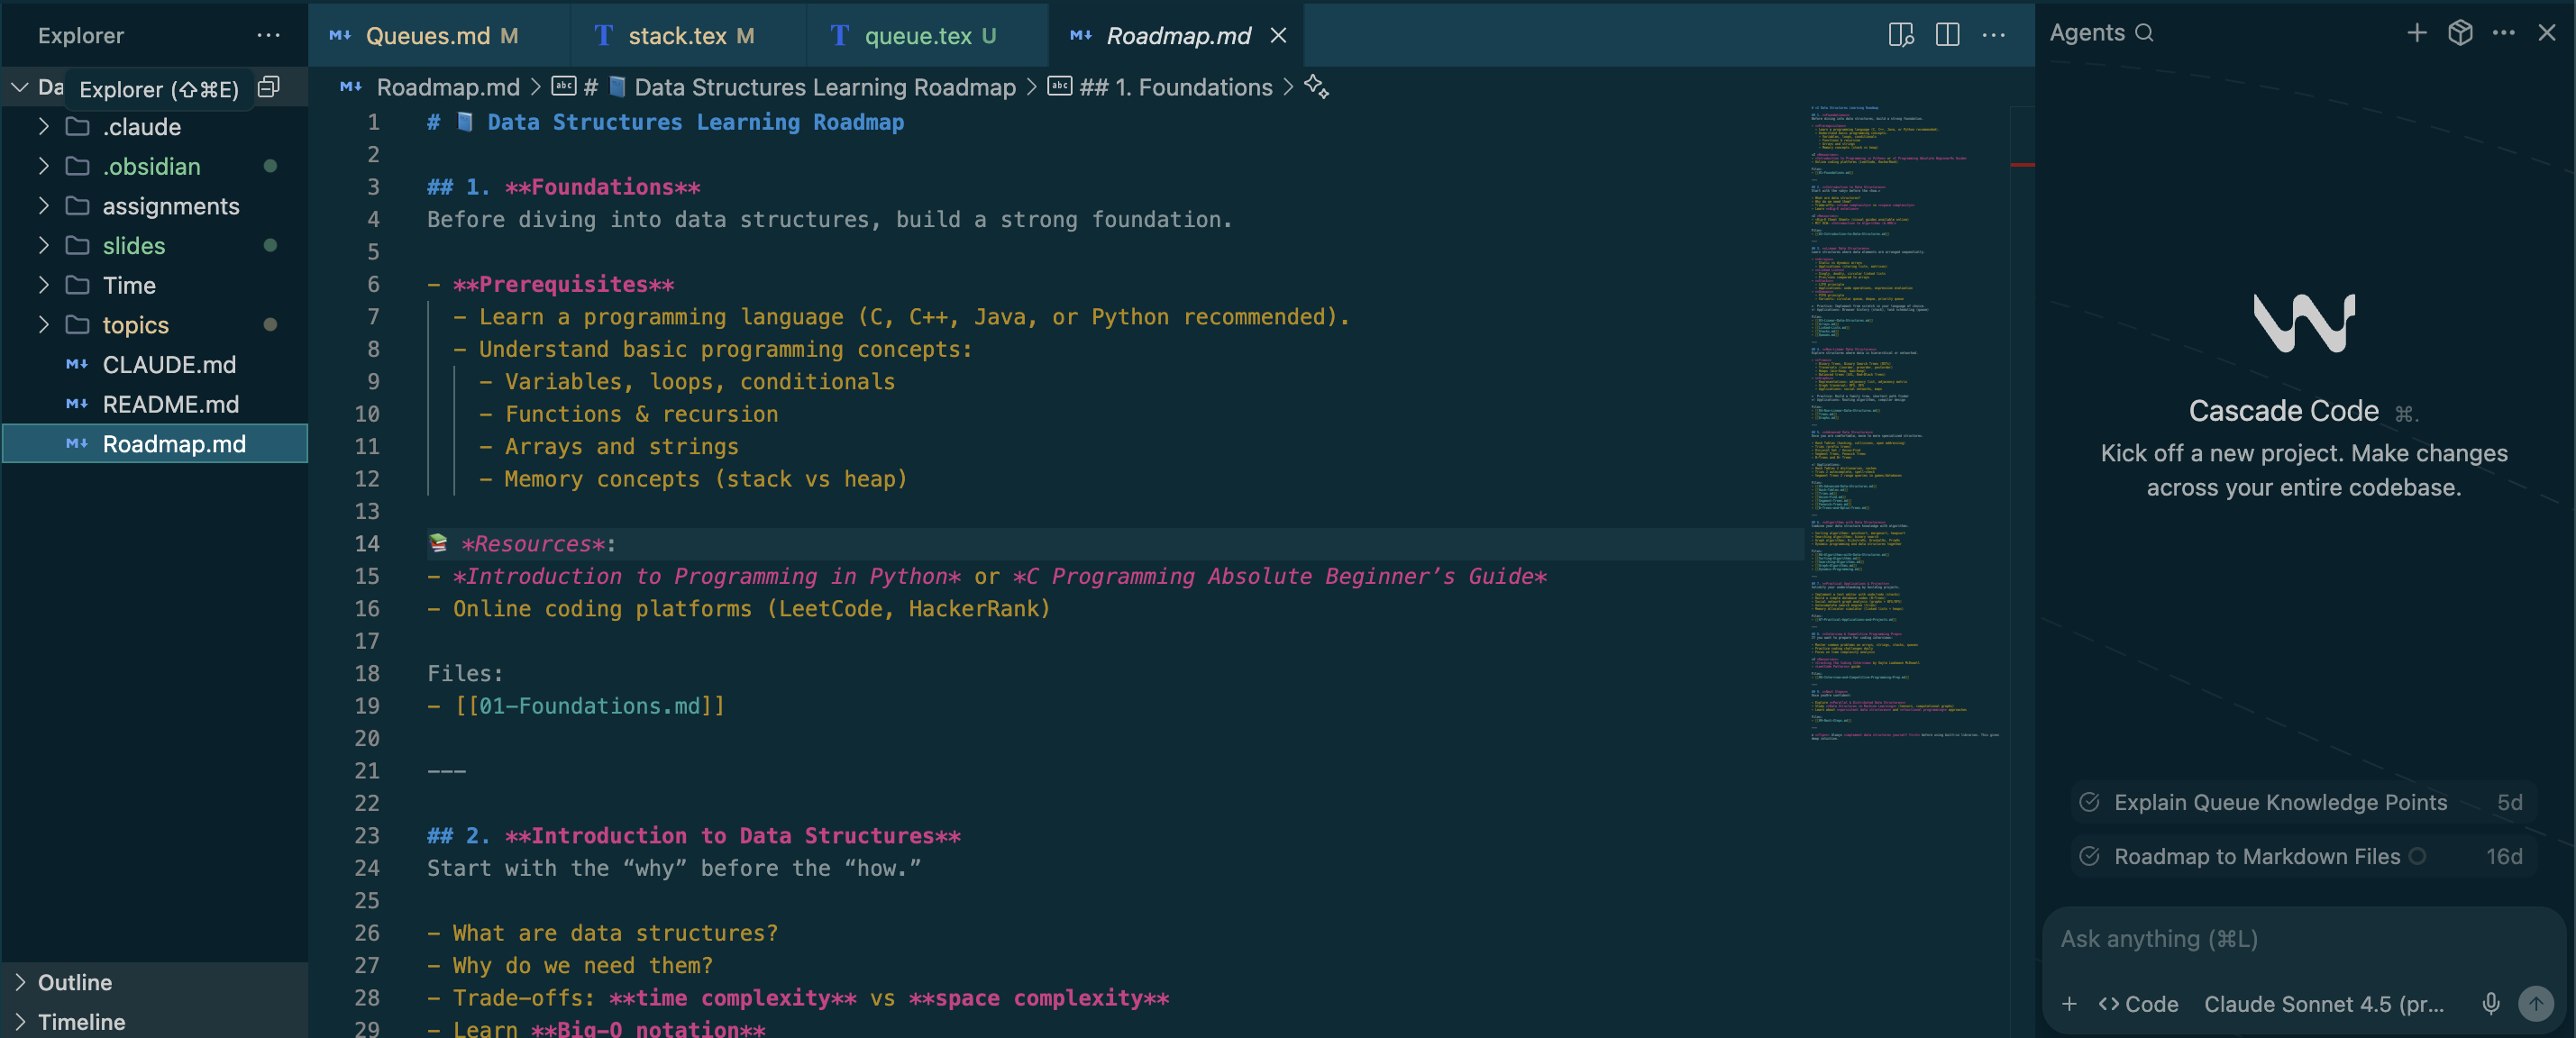 Explorer
Da
Explorer (⇧⌘E)
.claude
.obsidian
assignments
slides
Time
topics
CLAUDE.md
README.md
Roadmap.md
Outline
Timeline
Queues.md M
stack.tex M
queue.tex U
Roadmap.md
Roadmap.md > # 📘 Data Structures Learning Roadmap > ## 1. Foundations >
1 # 📘 Data Structures Learning Roadmap
2
3 ## 1. **Foundations**
4 Before diving into data structures, build a strong foundation.
5
6 - **Prerequisites**
7 - Learn a programming language (C, C++, Java, or Python recommended).
8 - Understand basic programming concepts:
9 - Variables, loops, conditionals
10 - Functions & recursion
11 - Arrays and strings
12 - Memory concepts (stack vs heap)
13
14 📚 *Resources*:
15 - *Introduction to Programming in Python* or *C Programming Absolute Beginner’s Guide*
16 - Online coding platforms (LeetCode, HackerRank)
17
18 Files:
19 - [[01-Foundations.md]]
20
21 ---
22
23 ## 2. **Introduction to Data Structures**
24 Start with the “why” before the “how.”
25
26 - What are data structures?
27 - Why do we need them?
28 - Trade-offs: **time complexity** vs **space complexity**
29 - Learn **Big-O notation**
Agents
Cascade Code ⌘.
Kick off a new project. Make changes
across your entire codebase.
Explain Queue Knowledge Points 5d
Roadmap to Markdown Files 16d
Ask anything (⌘L)
+ <> Code Claude Sonnet 4.5 (pr...